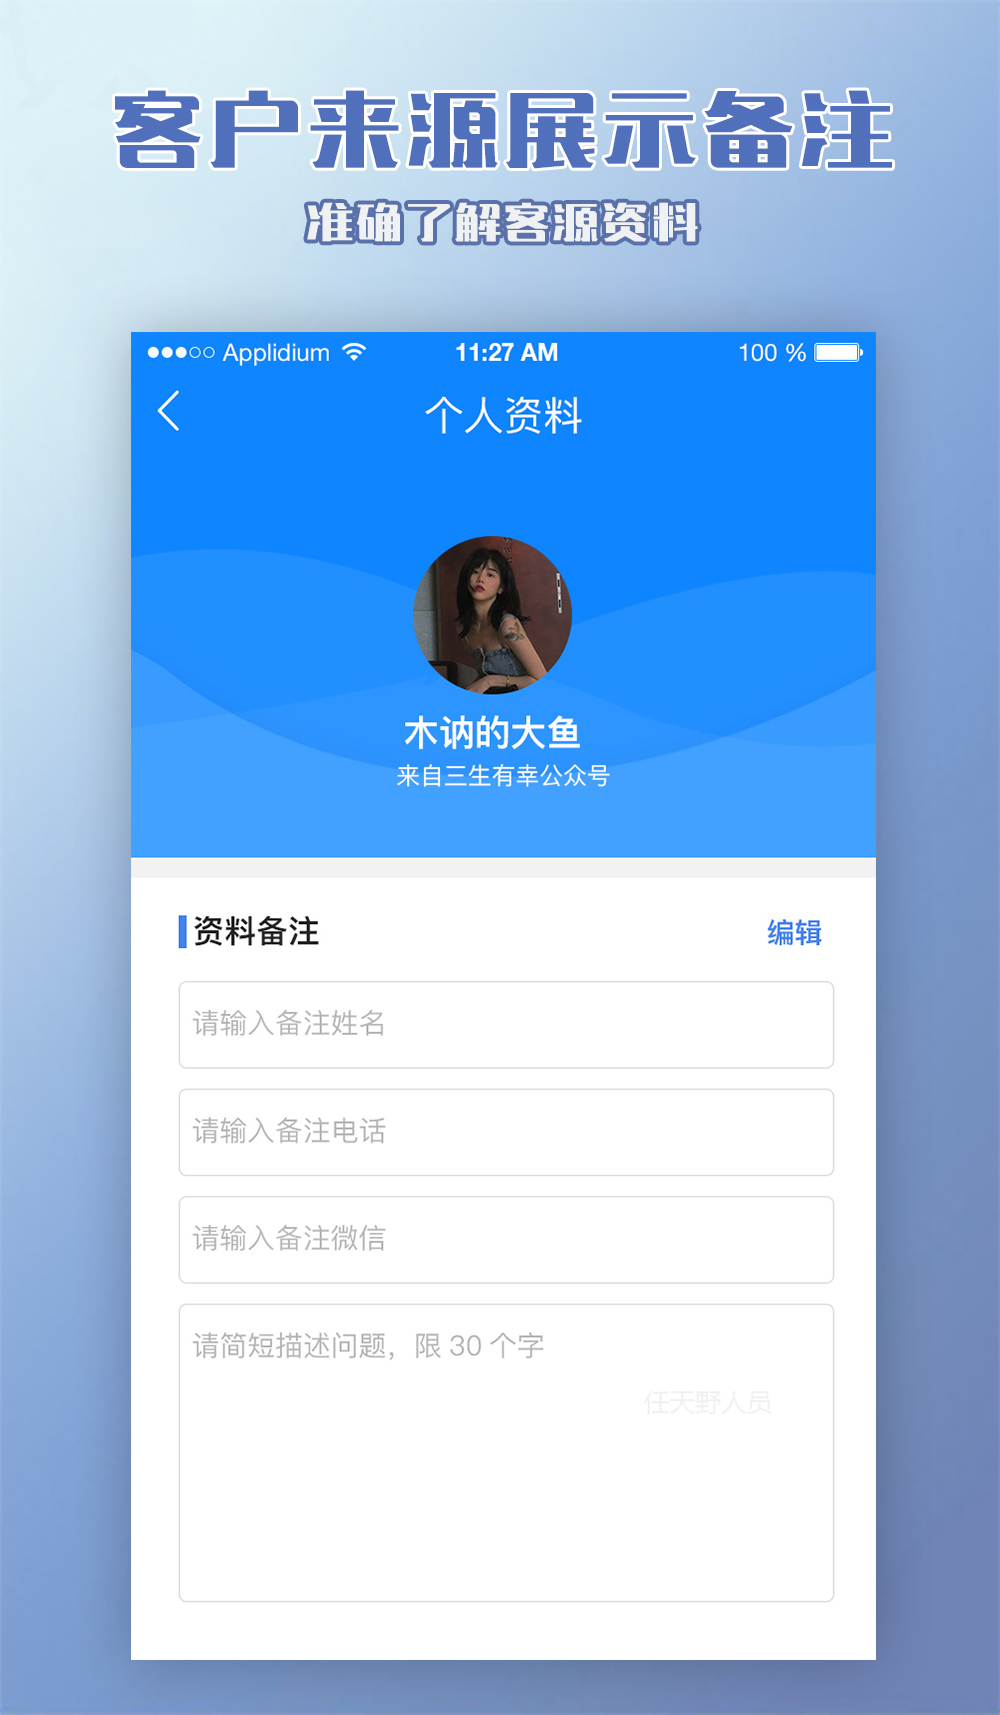 客户来源展示备注
准确了解客源资料
Applidium 11:27 AM 100 %
个人资料
木讷的大鱼
来自三生有幸公众号
资料备注 编辑
请输入备注姓名
请输入备注电话
请输入备注微信
请简短描述问题，限 30 个字
任天野人员